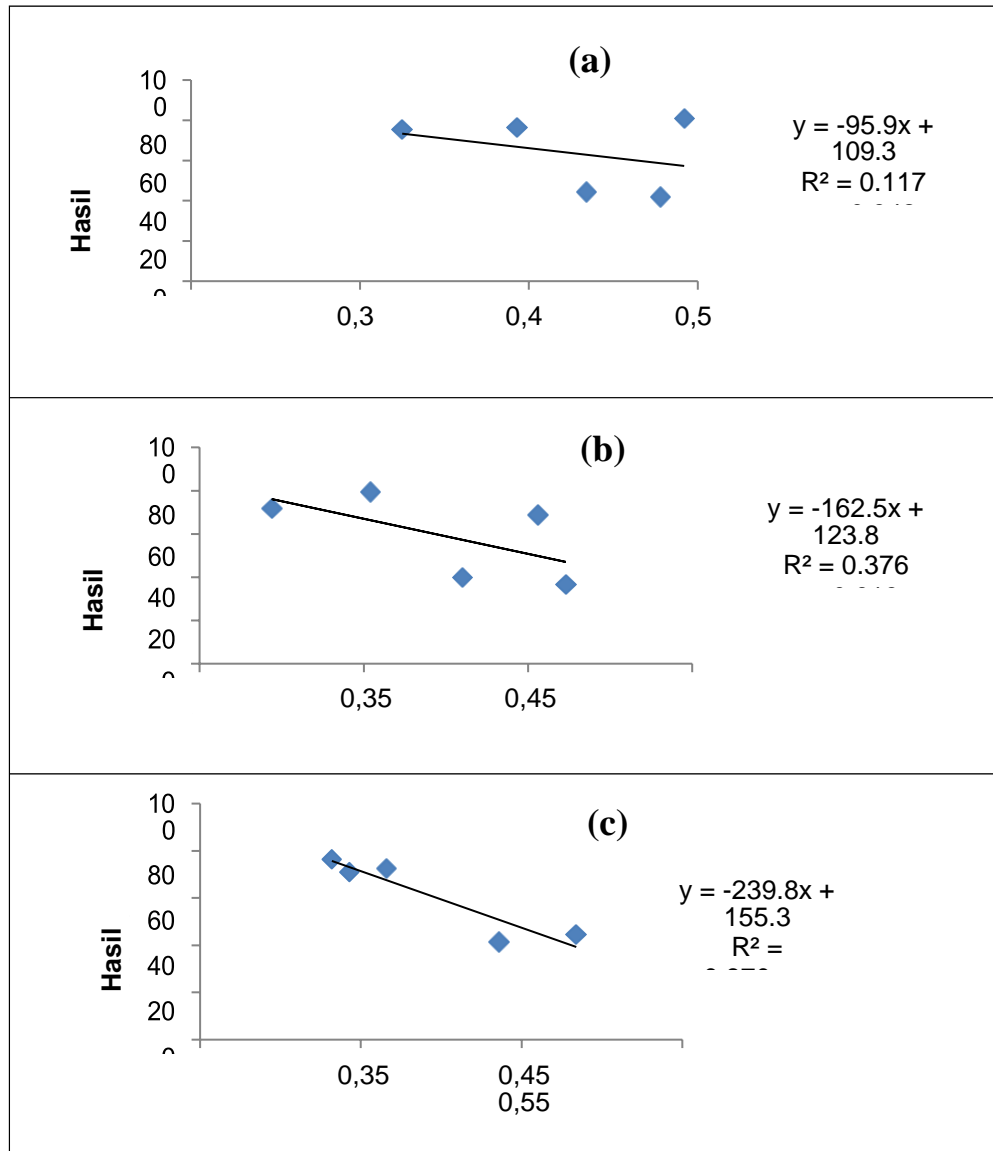 (a)
10
0
80
60
40
20
Hasil
0,3 0,4 0,5
y = -95.9x +
109.3
R² = 0.117
(b)
10
0
80
60
40
20
Hasil
0,35 0,45
y = -162.5x +
123.8
R² = 0.376
(c)
10
0
80
60
40
20
Hasil
0,35 0,45
0,55
y = -239.8x +
155.3
R² =